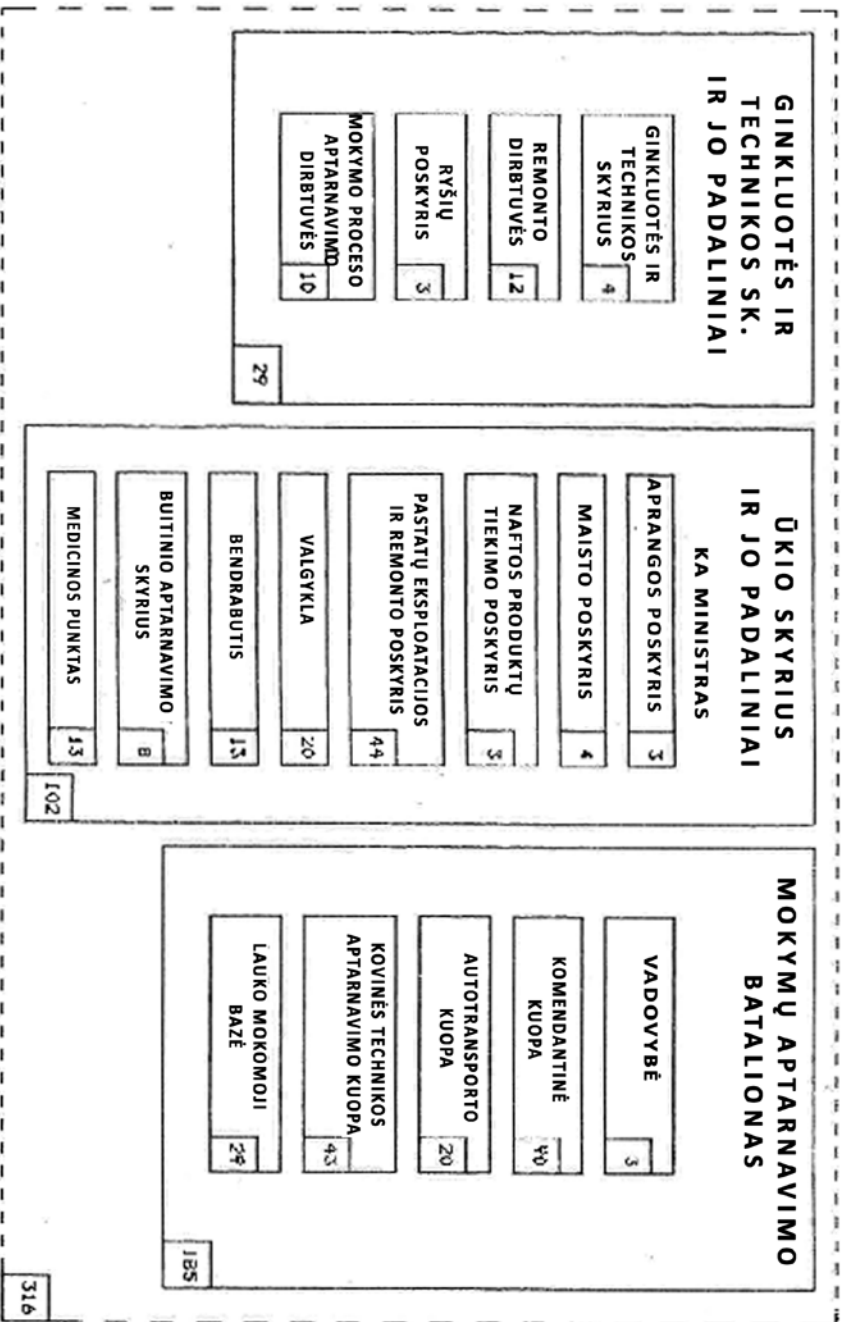 GINKLUOTĖS IR
TECHNIKOS SK.
IR JO PADALINIAI
GINKLUOTĖS IR
TECHNIKOS
SKYRIUS
4
REMONTO
DIRBTUVĖS
12
RYŠIŲ
POSKYRIS
3
MOKYMO PROCESO
APTARNAVIMO
DIRBTUVĖS
10
29
ŪKIO SKYRIUS
IR JO PADALINIAI
KA MINISTRAS
APRANGOS POSKYRIS
3
MAISTO POSKYRIS
4
NAFTOS PRODUKTŲ
TIEKIMO POSKYRIS
3
PASTATŲ EKSPLOATACIJOS
IR REMONTO POSKYRIS
44
VALGYKLA
20
BENDRABUTIS
13
BUITINIO APTARNAVIMO
SKYRIUS
8
MEDICINOS PUNKTAS
13
102
MOKYMŲ APTARNAVIMO
BATALIONAS
VADOVYBĖ
3
KOMENDANTINĖ
KUOPA
40
AUTOTRANSPORTO
KUOPA
20
KOVINĖS TECHNIKOS
APTARNAVIMO KUOPA
43
LAUKO MOKOMOJI
BAZĖ
29
185
316